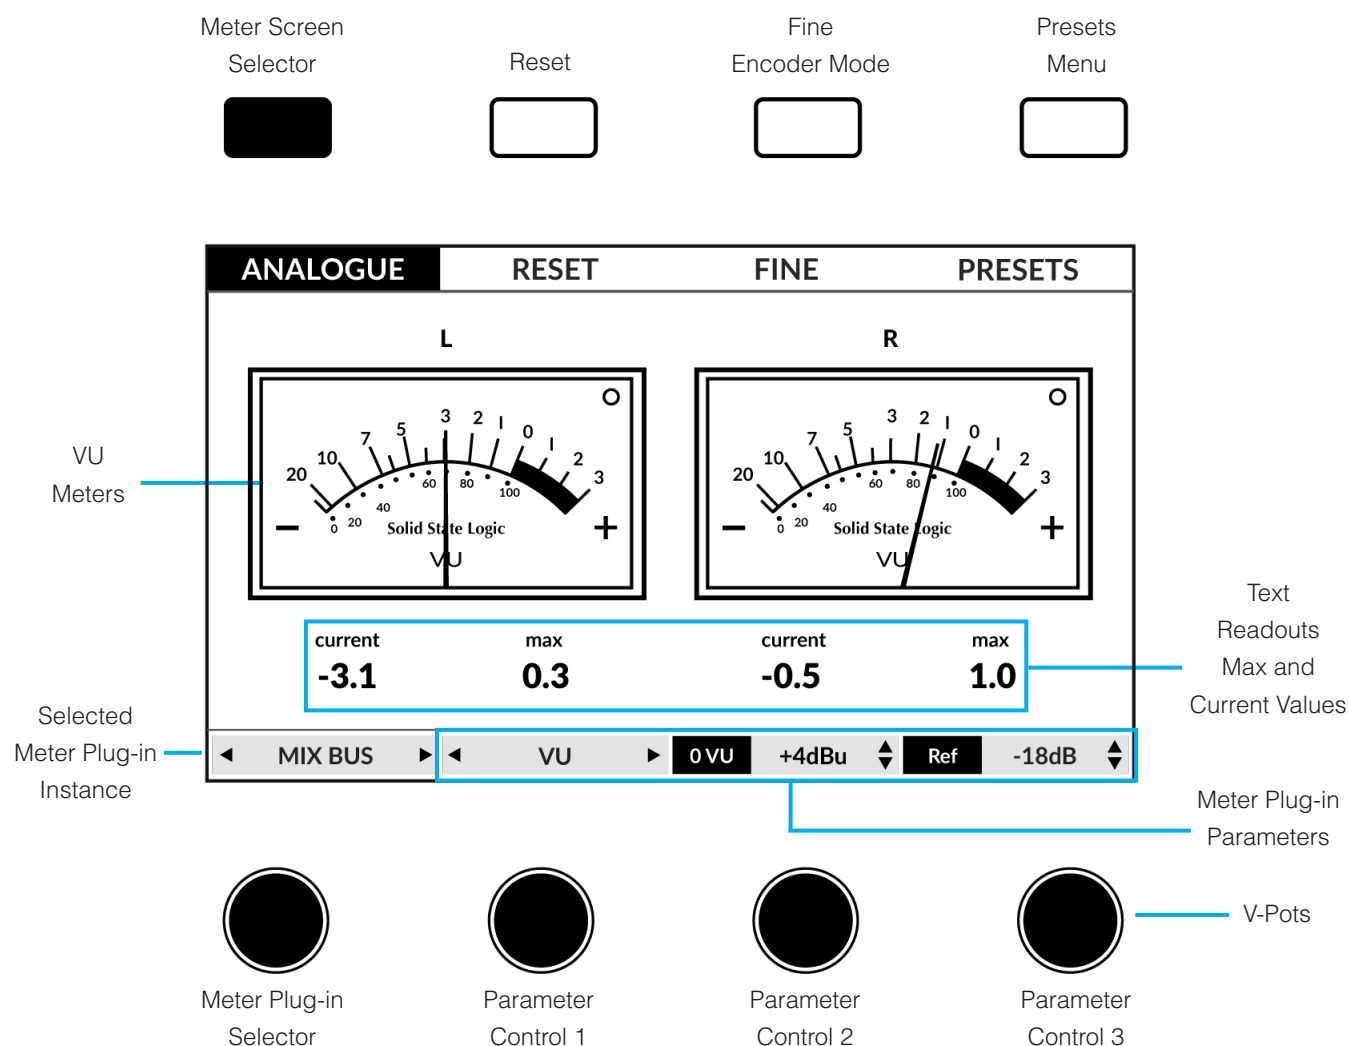 Meter Screen
Selector
Reset
Fine
Encoder Mode
Presets
Menu
ANALOGUE
RESET
FINE
PRESETS
L
R
20 10 7 5 3 2 1 0 1 2 3
0 20 40 60 80 100
Solid State Logic
VU
− +
20 10 7 5 3 2 1 0 1 2 3
0 20 40 60 80 100
Solid State Logic
VU
− +
VU
Meters
current
-3.1
max
0.3
current
-0.5
max
1.0
Text
Readouts
Max and
Current Values
Selected
Meter Plug-in
Instance
MIX BUS
VU
0 VU
+4dBu
Ref
-18dB
Meter Plug-in
Parameters
V-Pots
Meter Plug-in
Selector
Parameter
Control 1
Parameter
Control 2
Parameter
Control 3